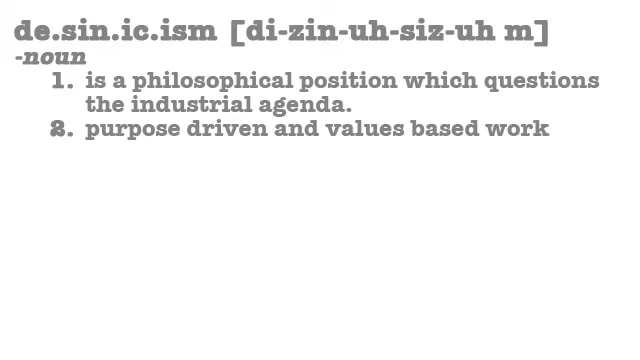 de.sin.ic.ism [di-zin-uh-siz-uh m]
-noun
1. is a philosophical position which questions
the industrial agenda.
2. purpose driven and values based work